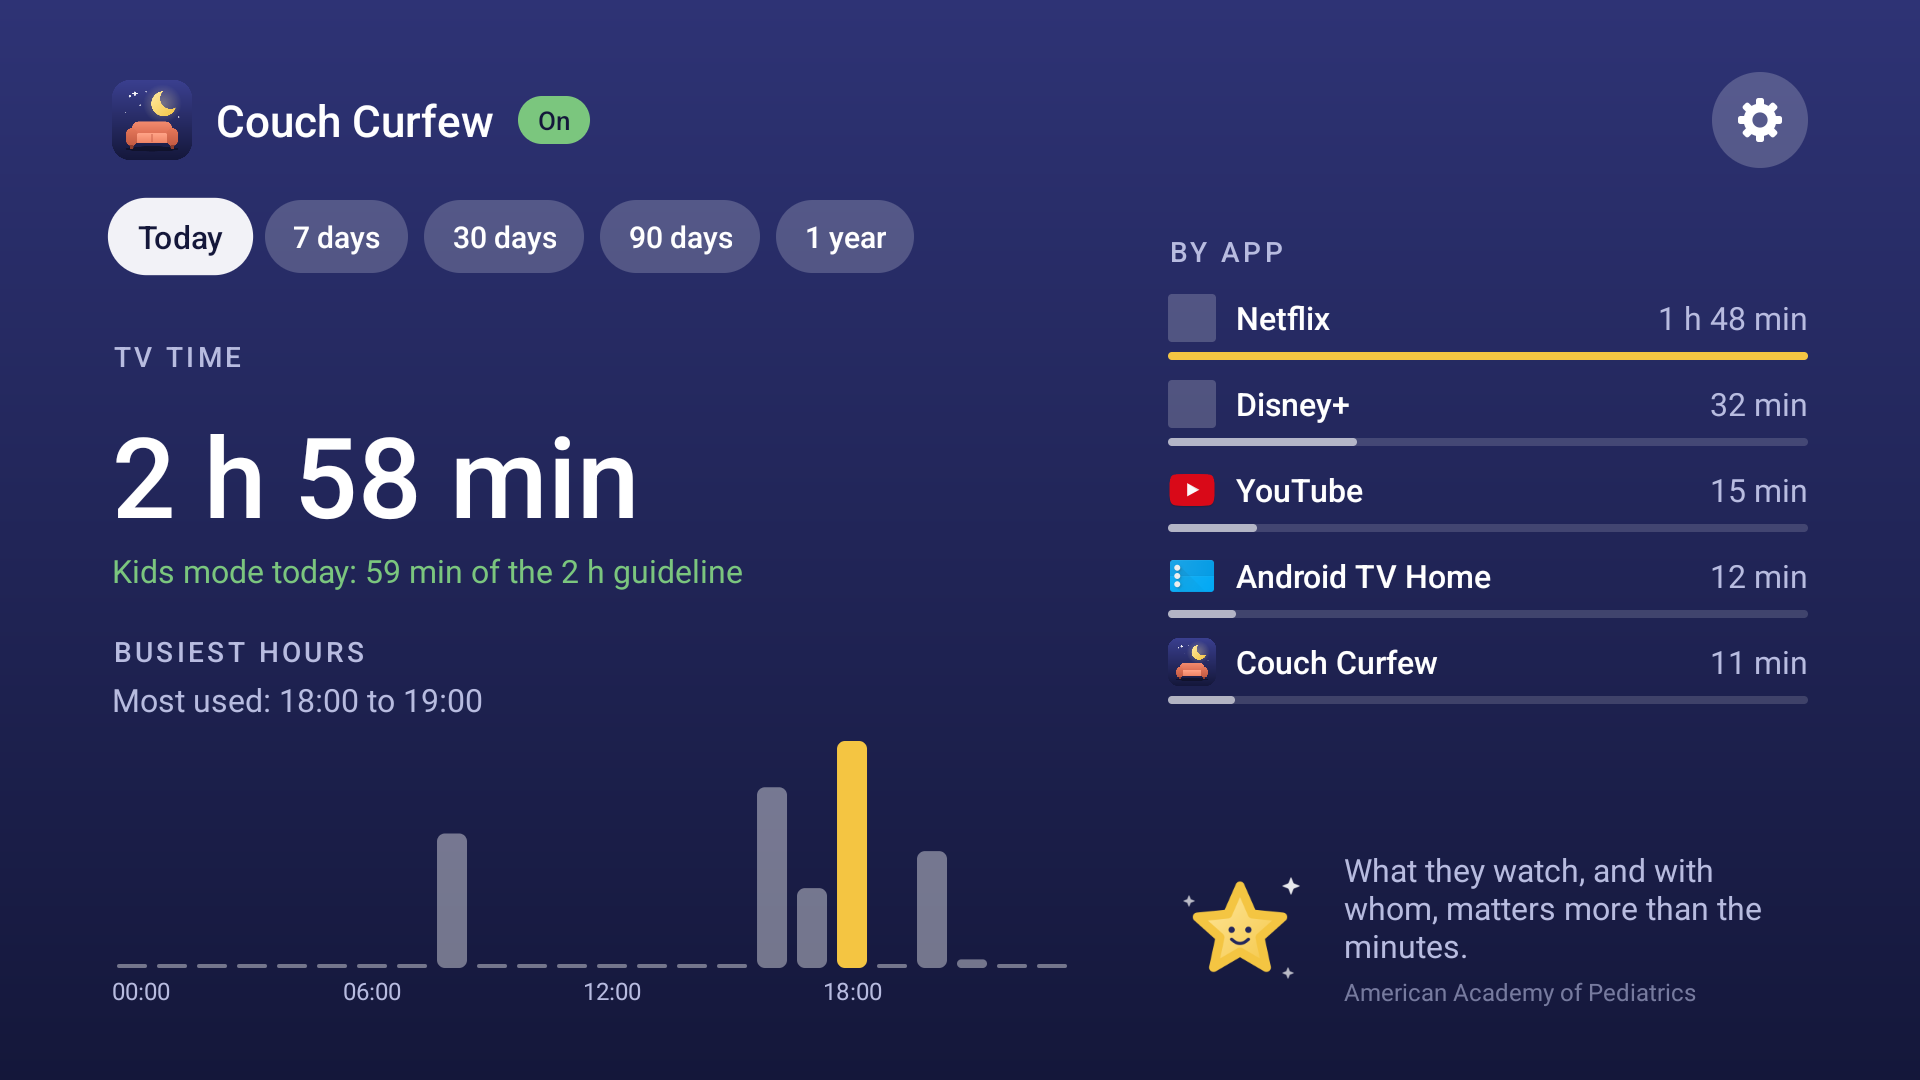 Couch Curfew
On
Today
7 days
30 days
90 days
1 year
TV TIME
2 h 58 min
Kids mode today: 59 min of the 2 h guideline
BUSIEST HOURS
Most used: 18:00 to 19:00
00:00
06:00
12:00
18:00
BY APP
Netflix
1 h 48 min
Disney+
32 min
YouTube
15 min
Android TV Home
12 min
Couch Curfew
11 min
What they watch, and with
whom, matters more than the
minutes.
American Academy of Pediatrics